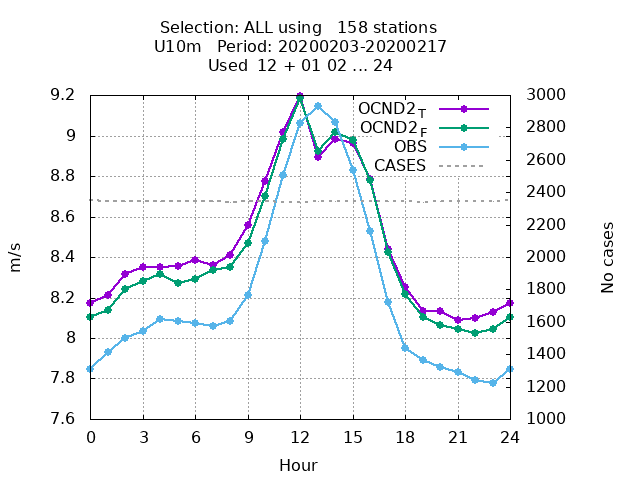 Selection: ALL using   158 stations
U10m   Period: 20200203-20200217
Used  12 + 01 02 ... 24
9.2
9
8.8
8.6
8.4
8.2
8
7.8
7.6
m/s
OCND2T
OCND2F
OBS
CASES
3000
2800
2600
2400
2200
2000
1800
1600
1400
1200
1000
No cases
0 3 6 9 12 15 18 21 24
Hour